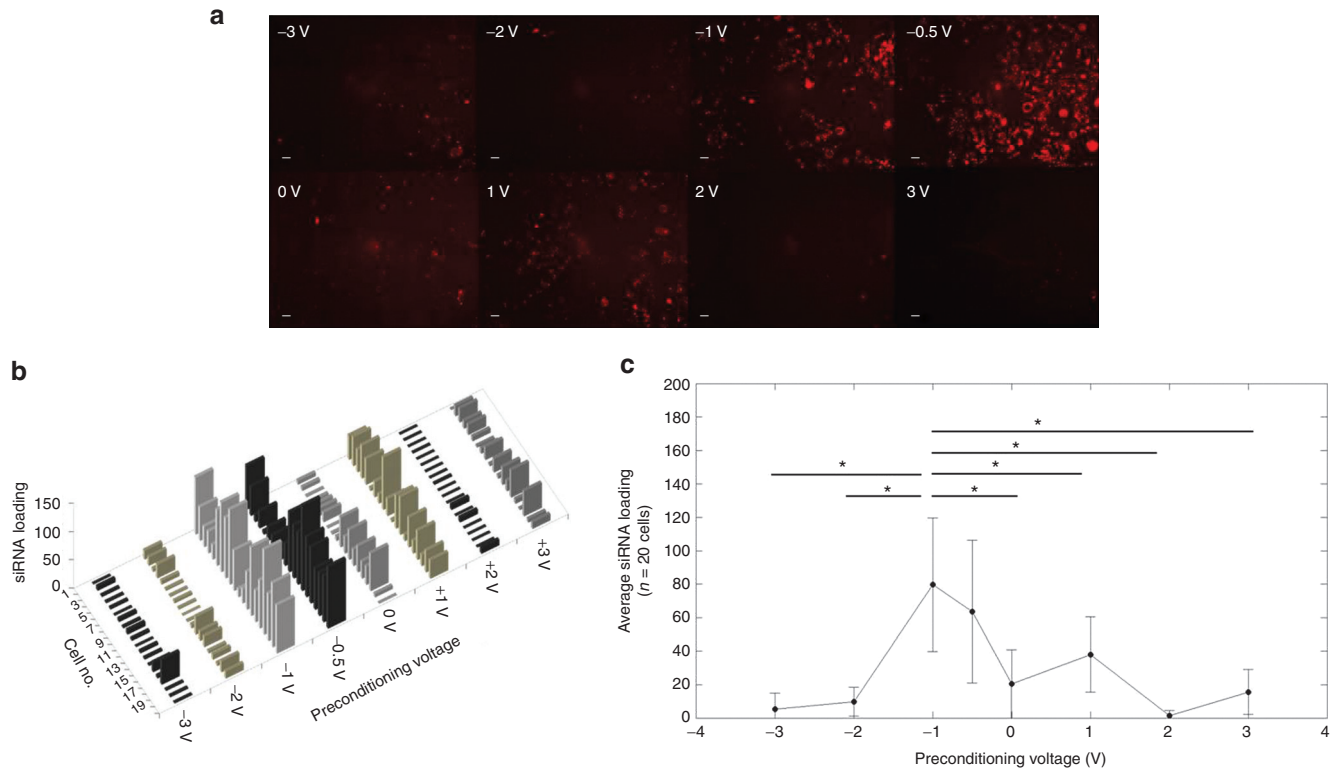 a
−3 V
−2 V
−1 V
−0.5 V
0 V
1 V
2 V
3 V
b
siRNA loading
150
100
50
0
1
3
5
7
9
11
13
15
17
19
Cell no.
−3 V
−2 V
−1 V
−0.5 V
0 V
+1 V
+2 V
+3 V
Preconditioning voltage
c
Average siRNA loading
(n = 20 cells)
200
180
160
140
120
100
80
60
40
20
0
*
*
*
*
*
*
−4
−3
−2
−1
0
1
2
3
4
Preconditioning voltage (V)